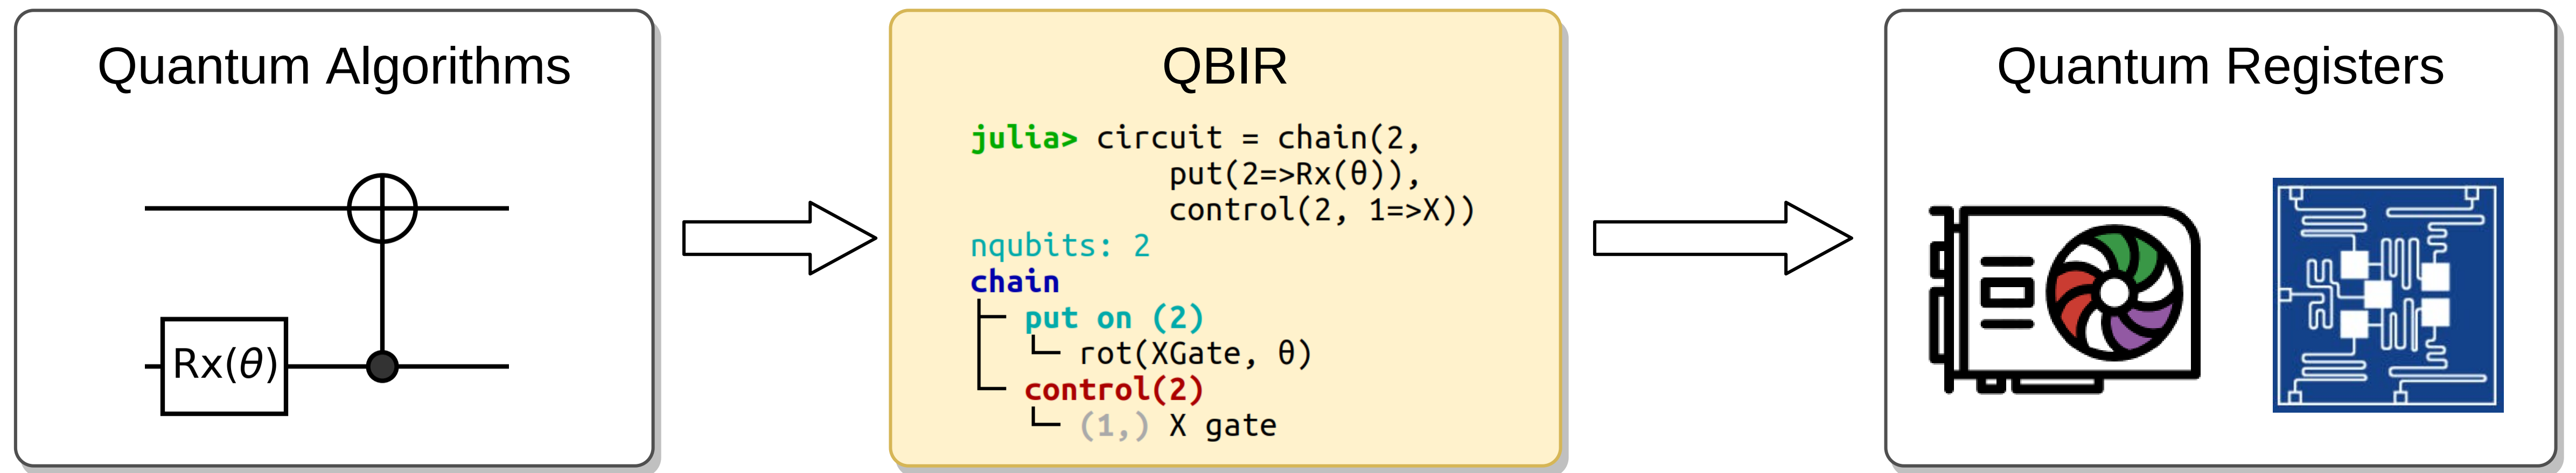 Quantum Algorithms
Rx(θ)
QBIR
julia> circuit = chain(2,
put(2=>Rx(θ)),
control(2, 1=>X))
nqubits: 2
chain
put on (2)
rot(XGate, θ)
control(2)
(1,) X gate
Quantum Registers